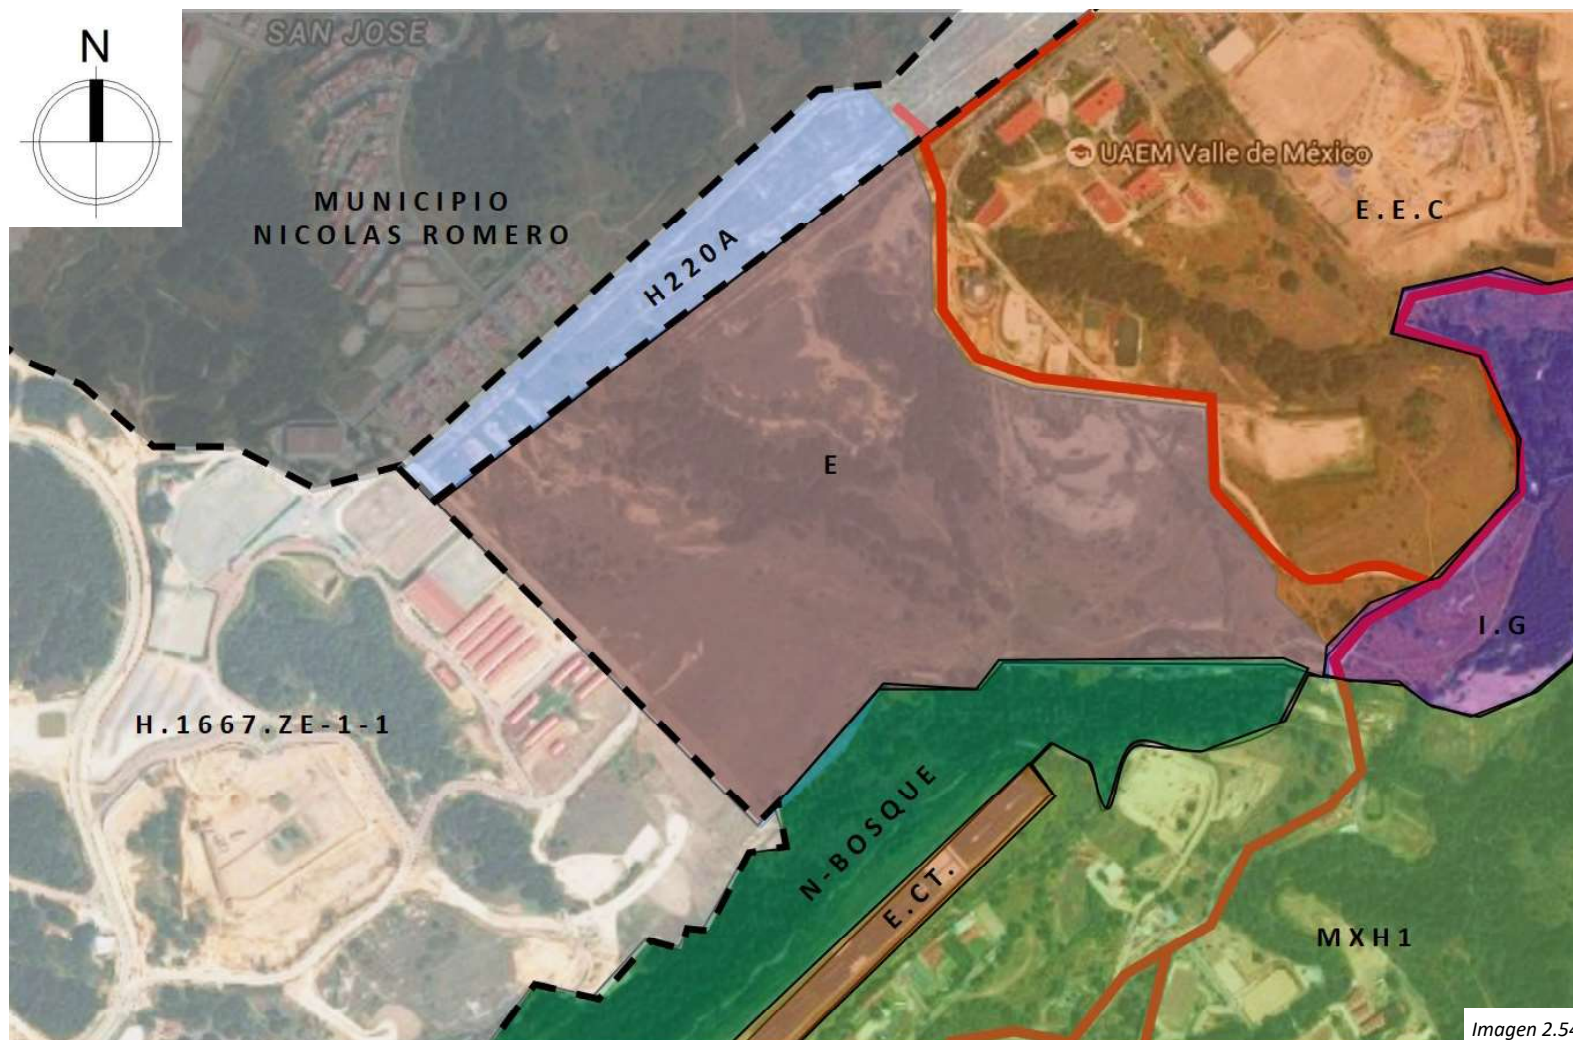 N
SAN JOSE
MUNICIPIO
NICOLAS ROMERO
H220A
UAEM Valle de México
E.E.C
E
I.G
H.1667.ZE-1-1
N-BOSQUE
E.CT.
MXH1
Imagen 2.54